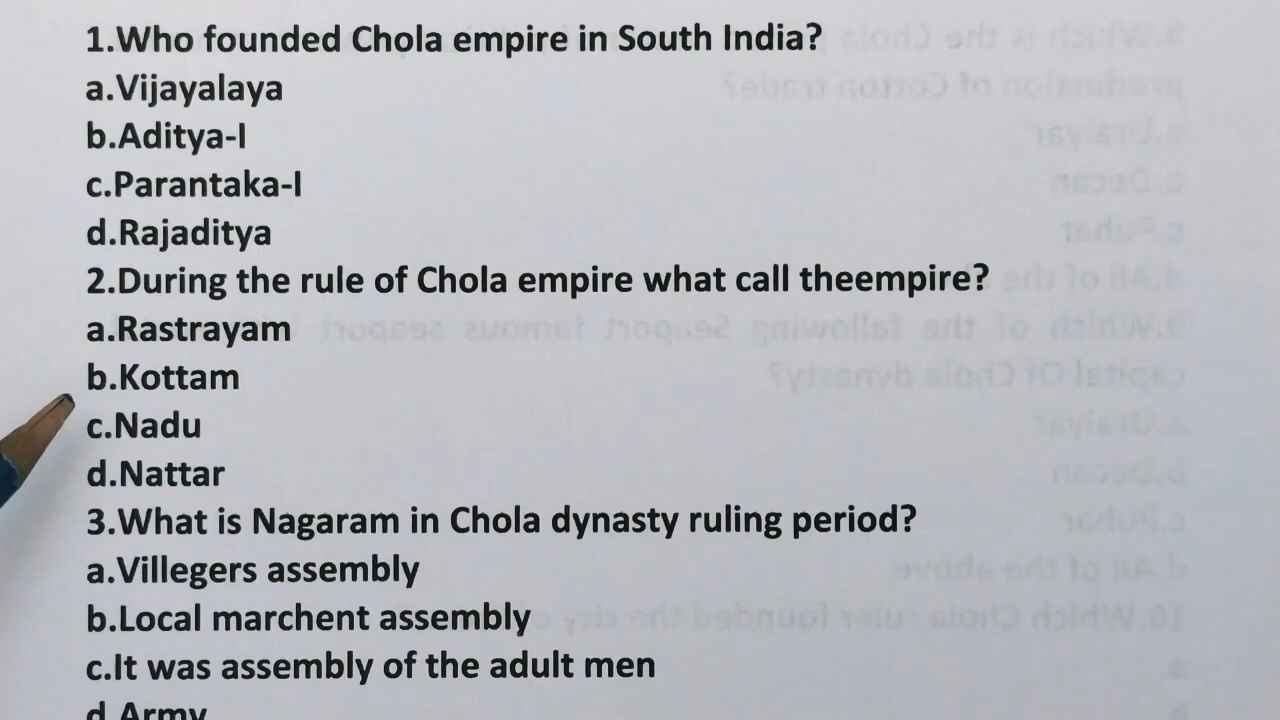 1.Who founded Chola empire in South India?
a.Vijayalaya
b.Aditya-I
c.Parantaka-I
d.Rajaditya
2.During the rule of Chola empire what call theempire?
a.Rastrayam
b.Kottam
c.Nadu
d.Nattar
3.What is Nagaram in Chola dynasty ruling period?
a.Villegers assembly
b.Local marchent assembly
c.It was assembly of the adult men
d.Army